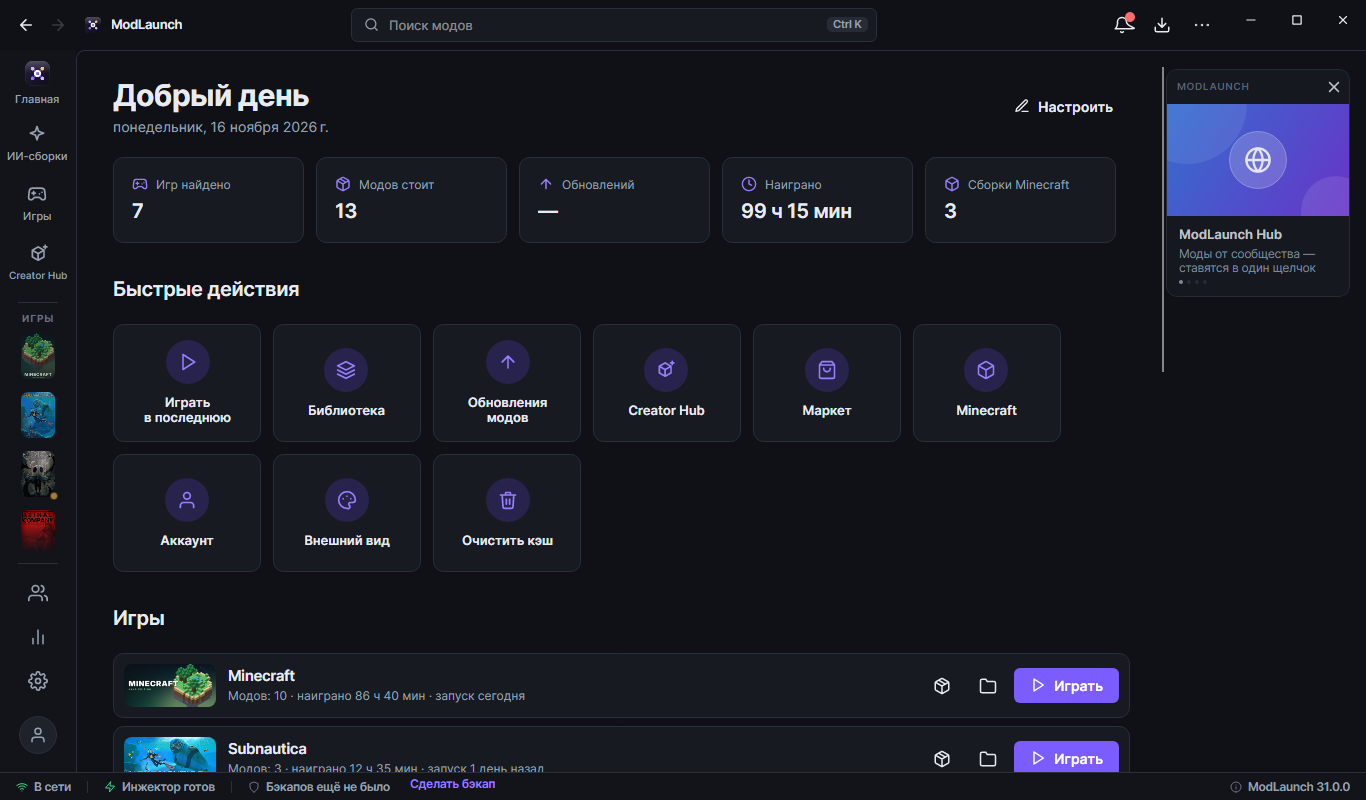 ModLaunch
Поиск модов
Ctrl K
Главная
ИИ-сборки
Игры
Creator Hub
ИГРЫ
MINECRAFT
LETHAL
COMPANY
Добрый день
понедельник, 16 ноября 2026 г.
Настроить
Игр найдено
7
Модов стоит
13
Обновлений
—
Наиграно
99 ч 15 мин
Сборки Minecraft
3
Быстрые действия
Играть
в последнюю
Библиотека
Обновления
модов
Creator Hub
Маркет
Minecraft
Аккаунт
Внешний вид
Очистить кэш
Игры
MINECRAFT
Minecraft
Модов: 10 · наиграно 86 ч 40 мин · запуск сегодня
Играть
Subnautica
Модов: 3 · наиграно 12 ч 35 мин · запуск 1 день назад
Играть
MODLAUNCH
ModLaunch Hub
Моды от сообщества —
ставятся в один щелчок
В сети
Инжектор готов
Бэкапов ещё не было
Сделать бэкап
ModLaunch 31.0.0